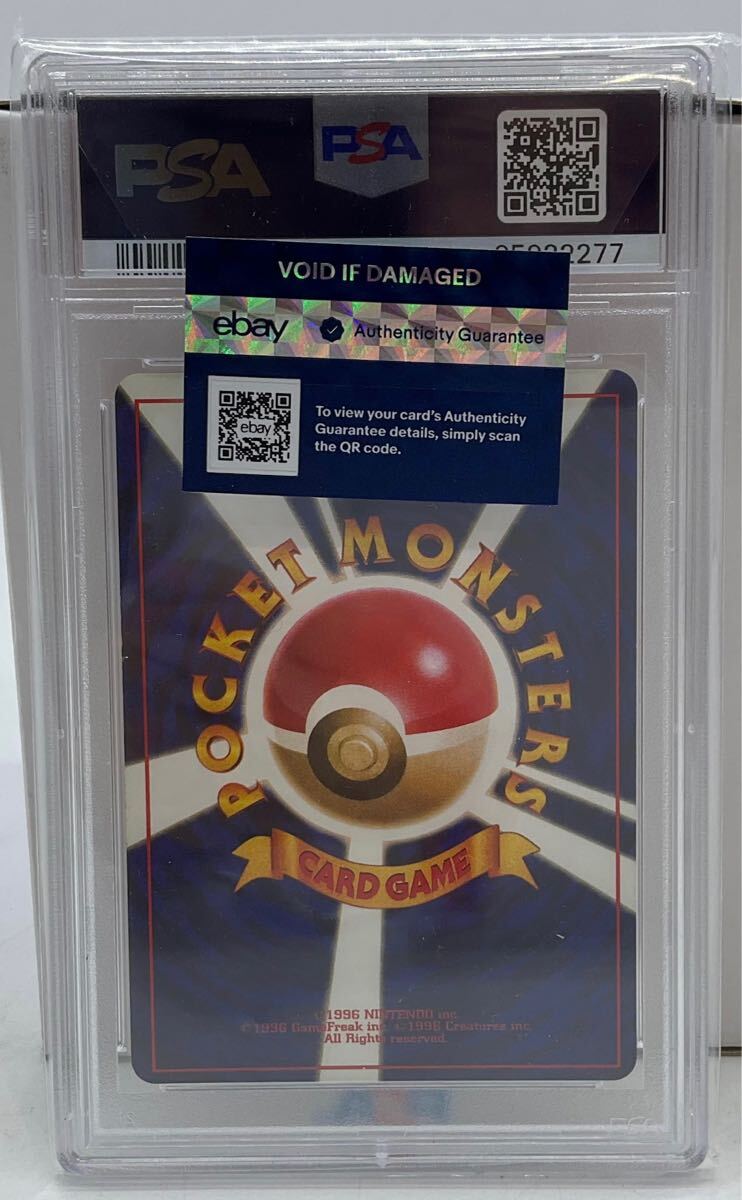 PSA
PSA
277
VOID IF DAMAGED
ebay Authenticity Guarantee
ebay
To view your card's Authenticity
Guarantee details, simply scan
the QR code.
POCKET MONSTERS
CARD GAME
©1996 NINTENDO inc.
©1996 GameFreak inc. ©1996 Creatures inc.
All Rights reserved.